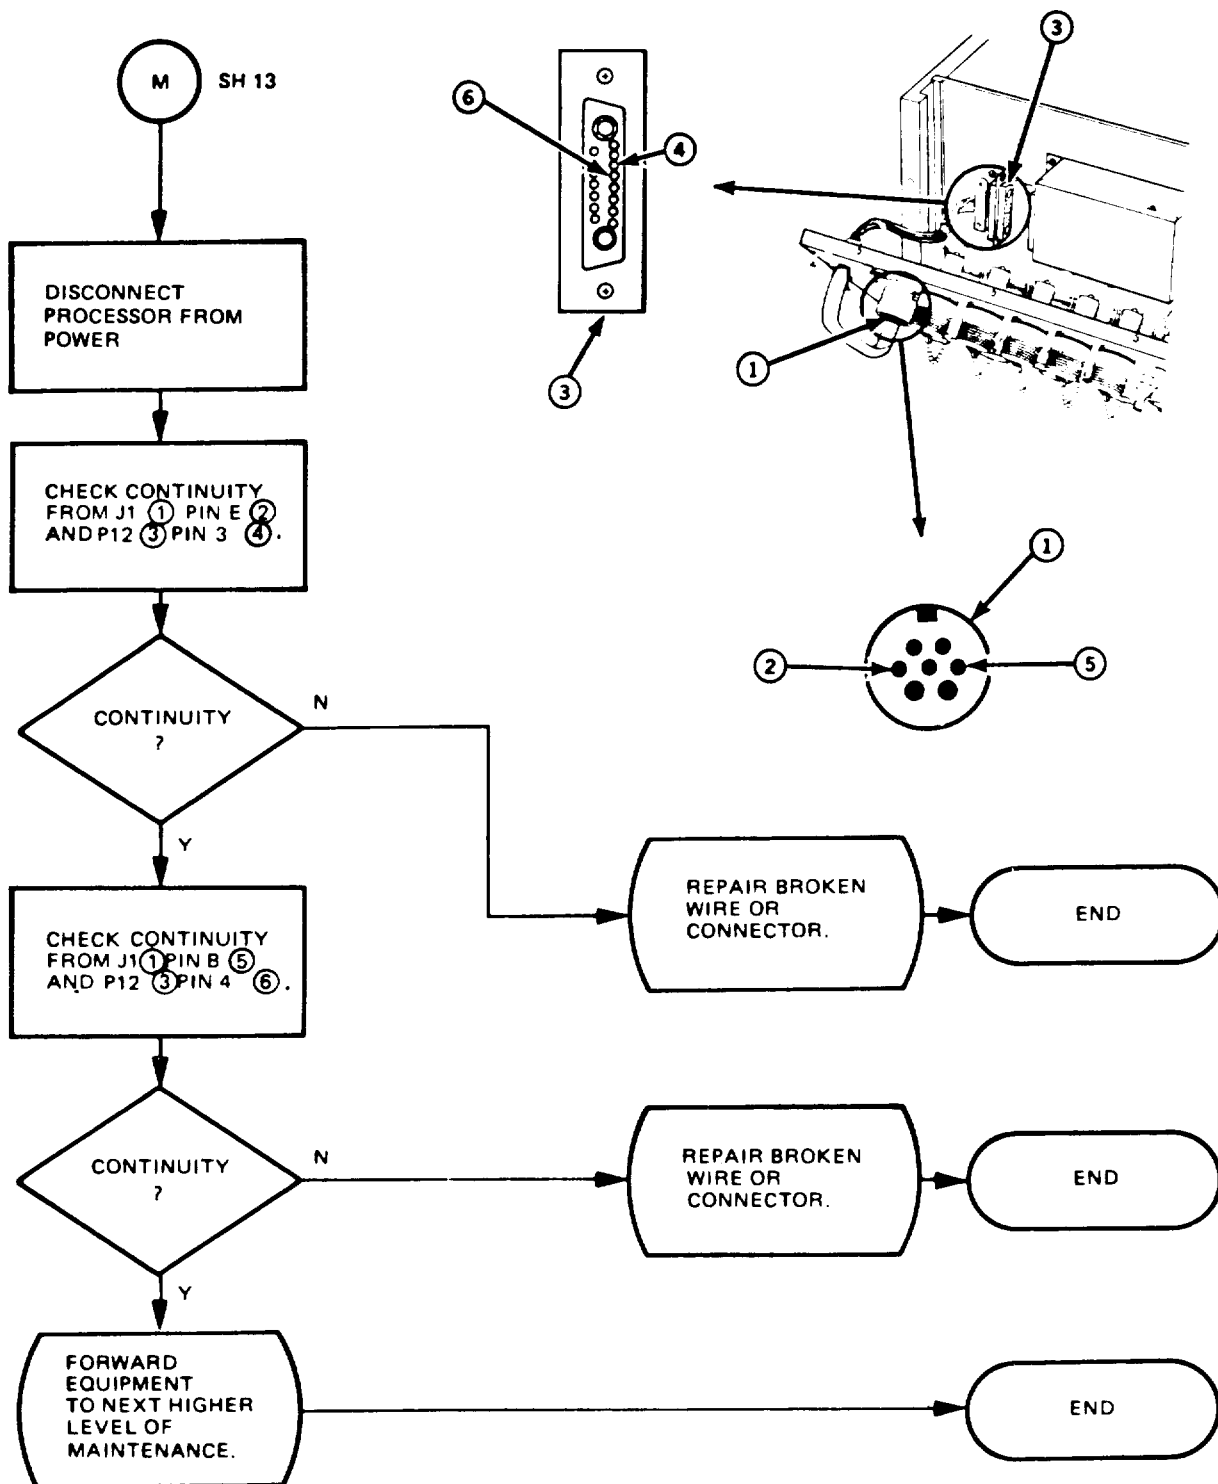 M SH 13
6
4
3
3
1
DISCONNECT
PROCESSOR FROM
POWER
CHECK CONTINUITY
FROM J1 1 PIN E 2
AND P12 3 PIN 3 4.
1
2
5
CONTINUITY
?
N
Y
REPAIR BROKEN
WIRE OR
CONNECTOR.
END
CHECK CONTINUITY
FROM J1 1 PIN B 5
AND P12 3 PIN 4 6.
CONTINUITY
?
N
Y
REPAIR BROKEN
WIRE OR
CONNECTOR.
END
FORWARD
EQUIPMENT
TO NEXT HIGHER
LEVEL OF
MAINTENANCE.
END